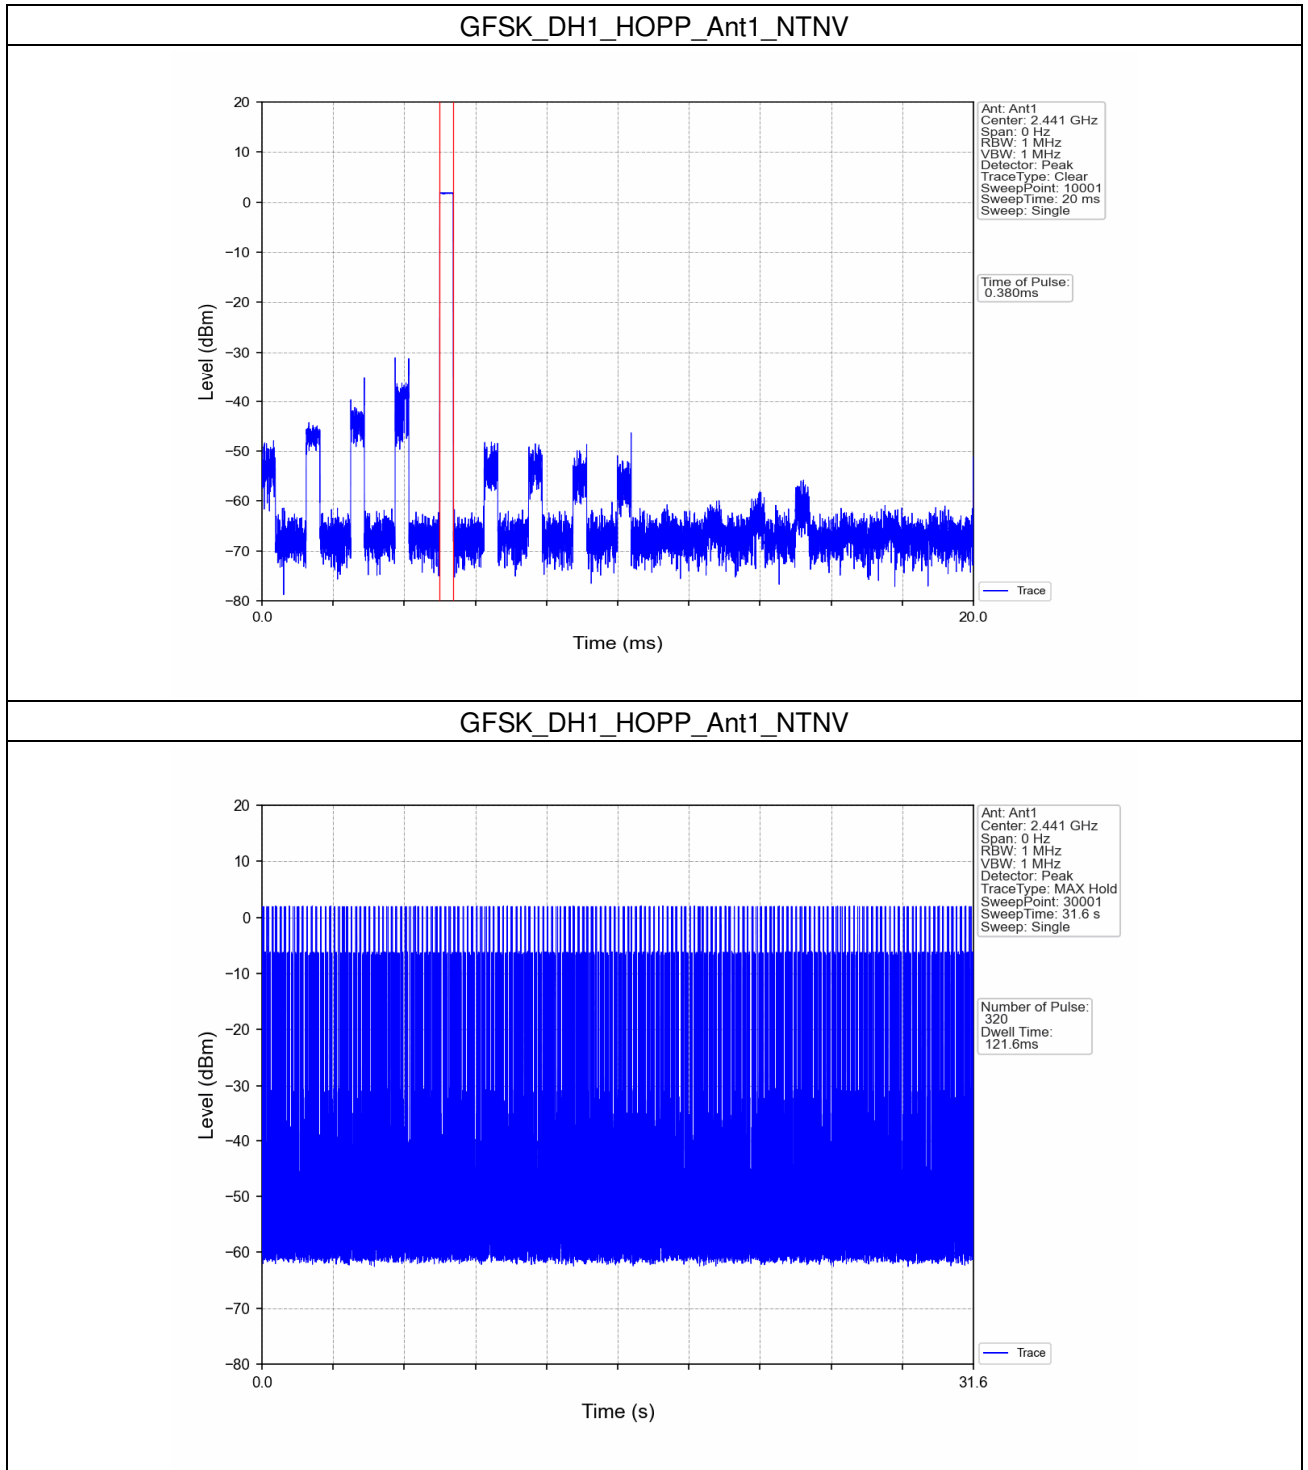 GFSK_DH1_HOPP_Ant1_NTNV
20
10
0
−10
−20
−30
−40
−50
−60
−70
−80
Level (dBm)
0.0
20.0
Time (ms)
Ant: Ant1
Center: 2.441 GHz
Span: 0 Hz
RBW: 1 MHz
VBW: 1 MHz
Detector: Peak
TraceType: Clear
SweepPoint: 10001
SweepTime: 20 ms
Sweep: Single
Time of Pulse:
0.380ms
Trace
GFSK_DH1_HOPP_Ant1_NTNV
20
10
0
−10
−20
−30
−40
−50
−60
−70
−80
Level (dBm)
0.0
31.6
Time (s)
Ant: Ant1
Center: 2.441 GHz
Span: 0 Hz
RBW: 1 MHz
VBW: 1 MHz
Detector: Peak
TraceType: MAX Hold
SweepPoint: 30001
SweepTime: 31.6 s
Sweep: Single
Number of Pulse:
320
Dwell Time:
121.6ms
Trace